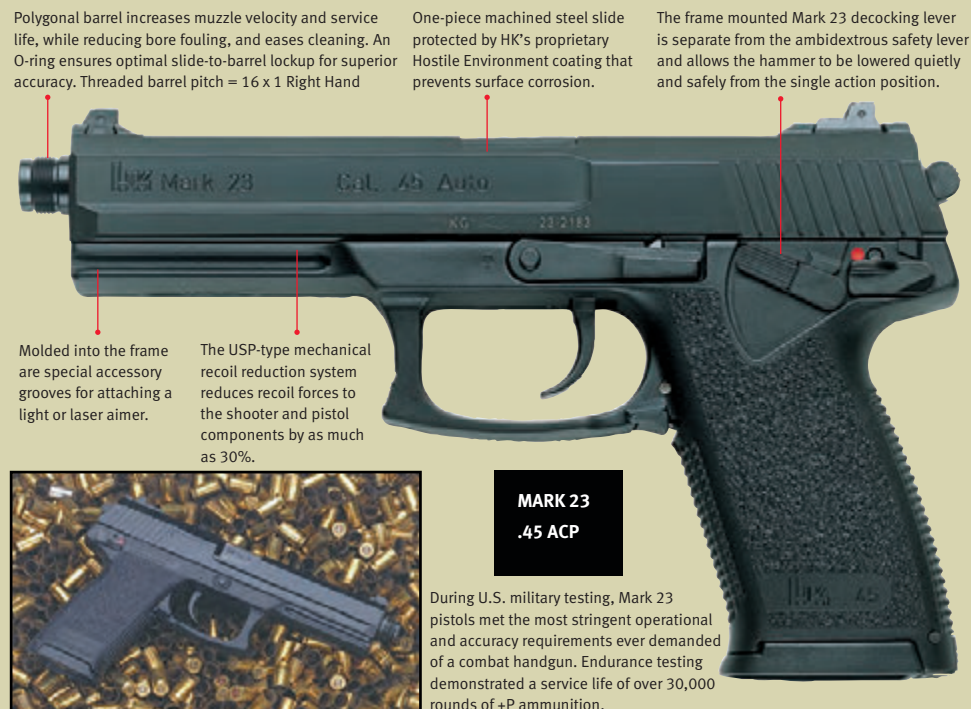 Polygonal barrel increases muzzle velocity and service
life, while reducing bore fouling, and eases cleaning. An
O-ring ensures optimal slide-to-barrel lockup for superior
accuracy. Threaded barrel pitch = 16 x 1 Right Hand
One-piece machined steel slide
protected by HK's proprietary
Hostile Environment coating that
prevents surface corrosion.
The frame mounted Mark 23 decocking lever
is separate from the ambidextrous safety lever
and allows the hammer to be lowered quietly
and safely from the single action position.
HK Mark 23 Cal. .45 Auto
KG 23-2183
Molded into the frame
are special accessory
grooves for attaching a
light or laser aimer.
The USP-type mechanical
recoil reduction system
reduces recoil forces to
the shooter and pistol
components by as much
as 30%.
MARK 23
.45 ACP
HK 45
During U.S. military testing, Mark 23
pistols met the most stringent operational
and accuracy requirements ever demanded
of a combat handgun. Endurance testing
demonstrated a service life of over 30,000
rounds of +P ammunition.